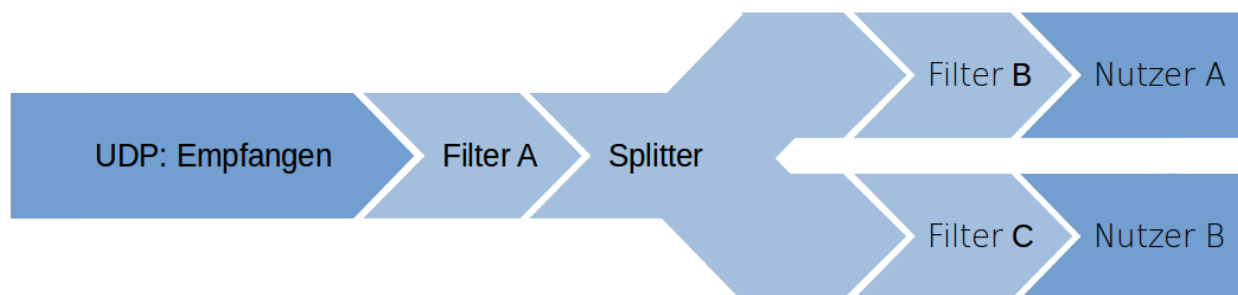 Filter B
Nutzer A
UDP: Empfangen
Filter A
Splitter
Filter C
Nutzer B